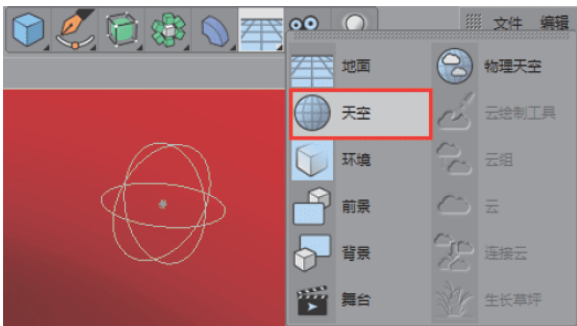 文件 编辑
地面 物理天空
天空 云绘制工具
环境 云组
前景 云
背景 连接云
舞台 生长草坪